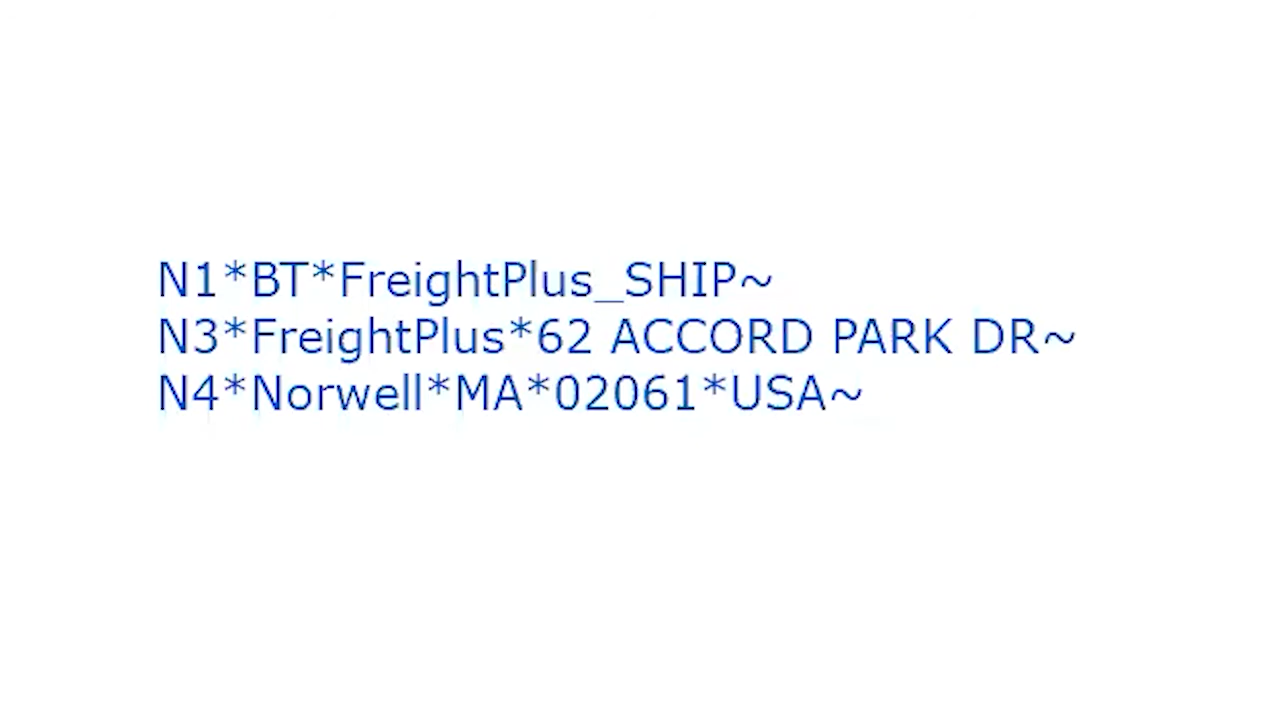 N1*BT*FreightPlus_SHIP~
N3*FreightPlus*62 ACCORD PARK DR~
N4*Norwell*MA*02061*USA~